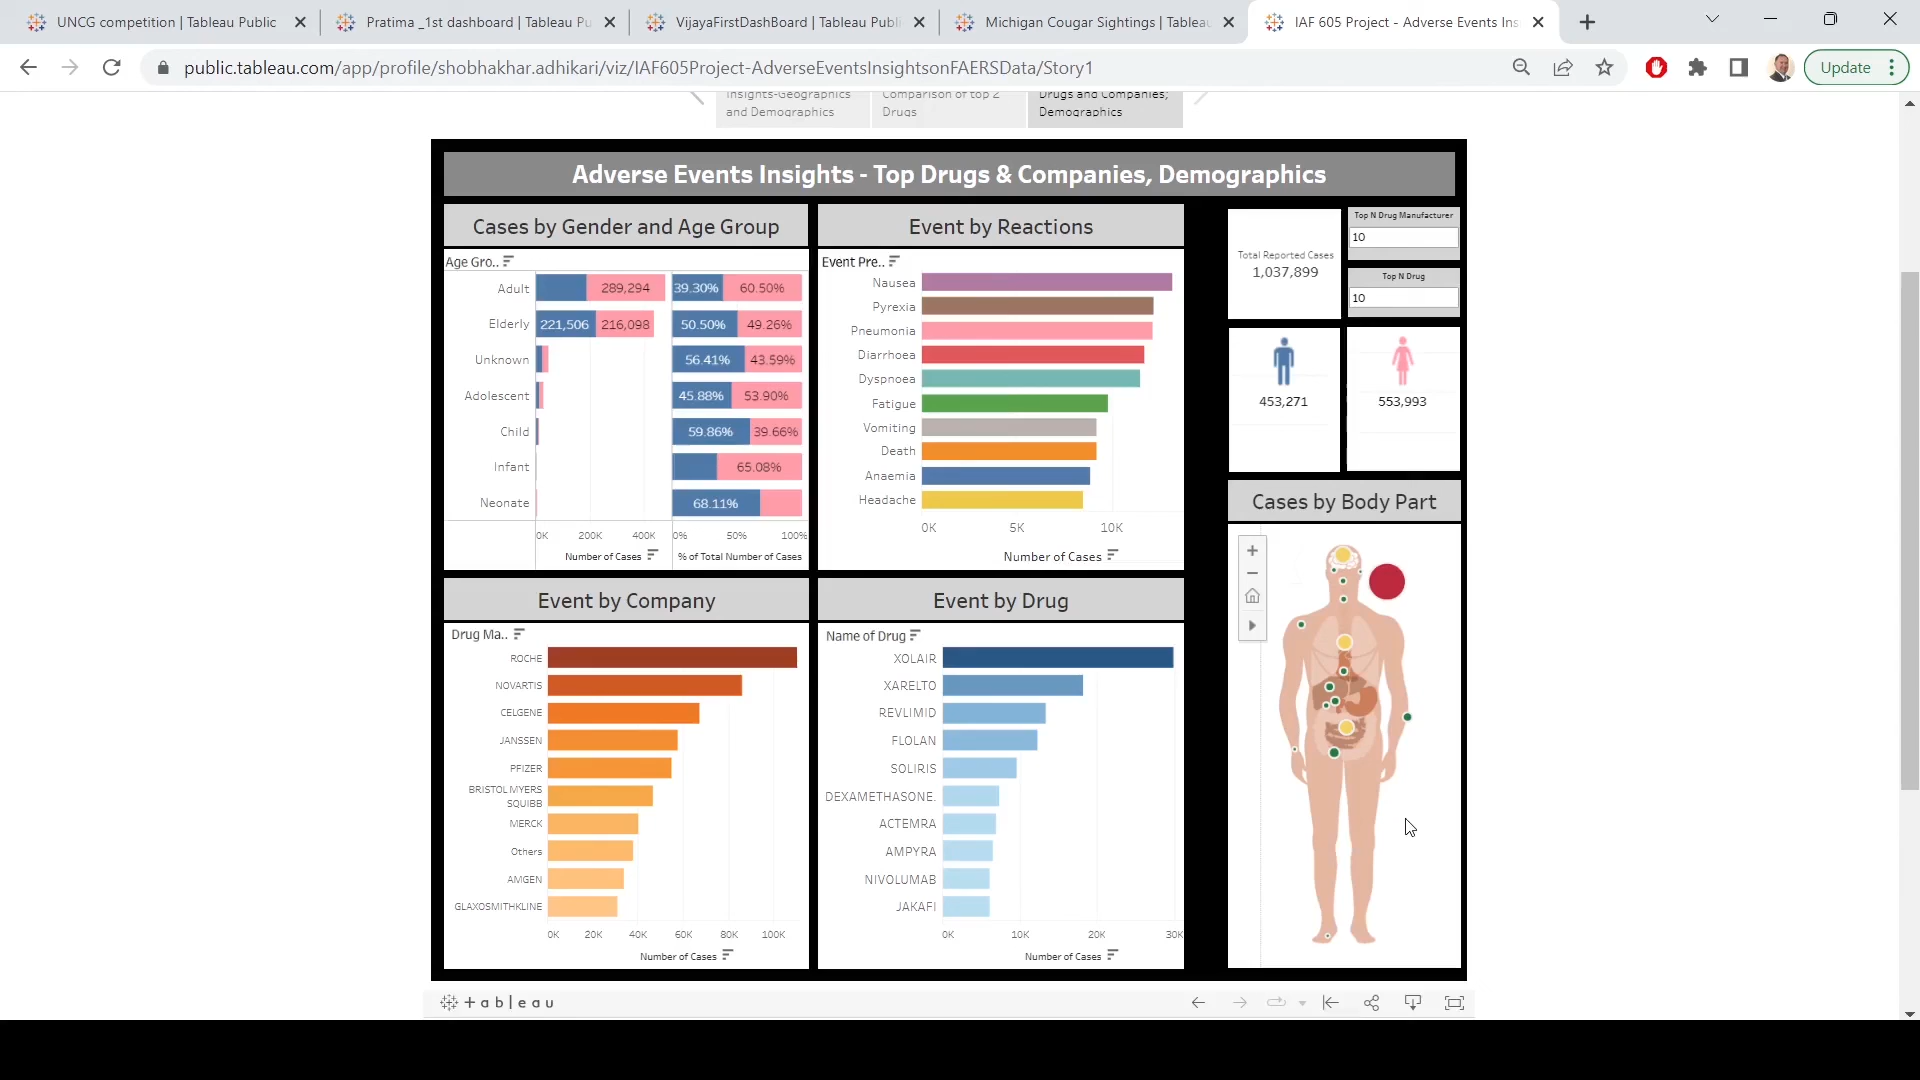 UNCG competition | Tableau Public
Pratima _1st dashboard | Tableau Pu
VijayaFirstDashBoard | Tableau Publi
Michigan Cougar Sightings | Tableau
IAF 605 Project - Adverse Events Ins
public.tableau.com/app/profile/shobhakhar.adhikari/viz/IAF605Project-AdverseEventsInsightsonFAERSData/Story1
Update
Insights-Geographics
and Demographics
Comparison of top 2
Drugs
Drugs and Companies;
Demographics
Adverse Events Insights - Top Drugs & Companies, Demographics
Cases by Gender and Age Group
Age Gro..
Adult 289,294 39.30% 60.50%
Elderly 221,506 216,098 50.50% 49.26%
Unknown 56.41% 43.59%
Adolescent 45.88% 53.90%
Child 59.86% 39.66%
Infant 65.08%
Neonate 68.11%
0K 200K 400K 0% 50% 100%
Number of Cases % of Total Number of Cases
Event by Reactions
Event Pre..
Nausea
Pyrexia
Pneumonia
Diarrhoea
Dyspnoea
Fatigue
Vomiting
Death
Anaemia
Headache
0K 5K 10K
Number of Cases
Total Reported Cases
1,037,899
Top N Drug Manufacturer
10
Top N Drug
10
453,271
553,993
Cases by Body Part
Event by Company
Drug Ma..
ROCHE
NOVARTIS
CELGENE
JANSSEN
PFIZER
BRISTOL MYERS
SQUIBB
MERCK
Others
AMGEN
GLAXOSMITHKLINE
0K 20K 40K 60K 80K 100K
Number of Cases
Event by Drug
Name of Drug
XOLAIR
XARELTO
REVLIMID
FLOLAN
SOLIRIS
DEXAMETHASONE.
ACTEMRA
AMPYRA
NIVOLUMAB
JAKAFI
0K 10K 20K 30K
Number of Cases
+ a b l e a u